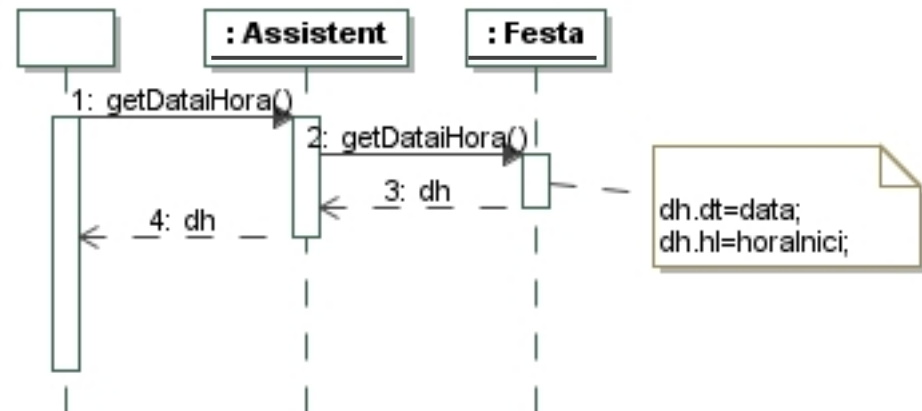 : Assistent
: Festa
1: getDataiHora()
2: getDataiHora()
3: dh
4: dh
dh.dt=data;
dh.hI=horaInici;